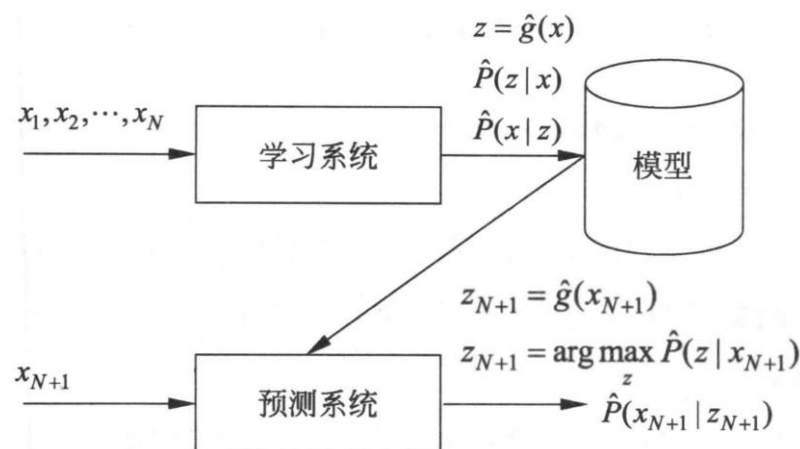 z = ĝ(x)
P̂(z|x)
x₁, x₂, ⋯, x_N
P̂(x|z)
学习系统
模型
z_{N+1} = ĝ(x_{N+1})
z_{N+1} = arg max_z P̂(z|x_{N+1})
x_{N+1}
预测系统
P̂(x_{N+1}|z_{N+1})